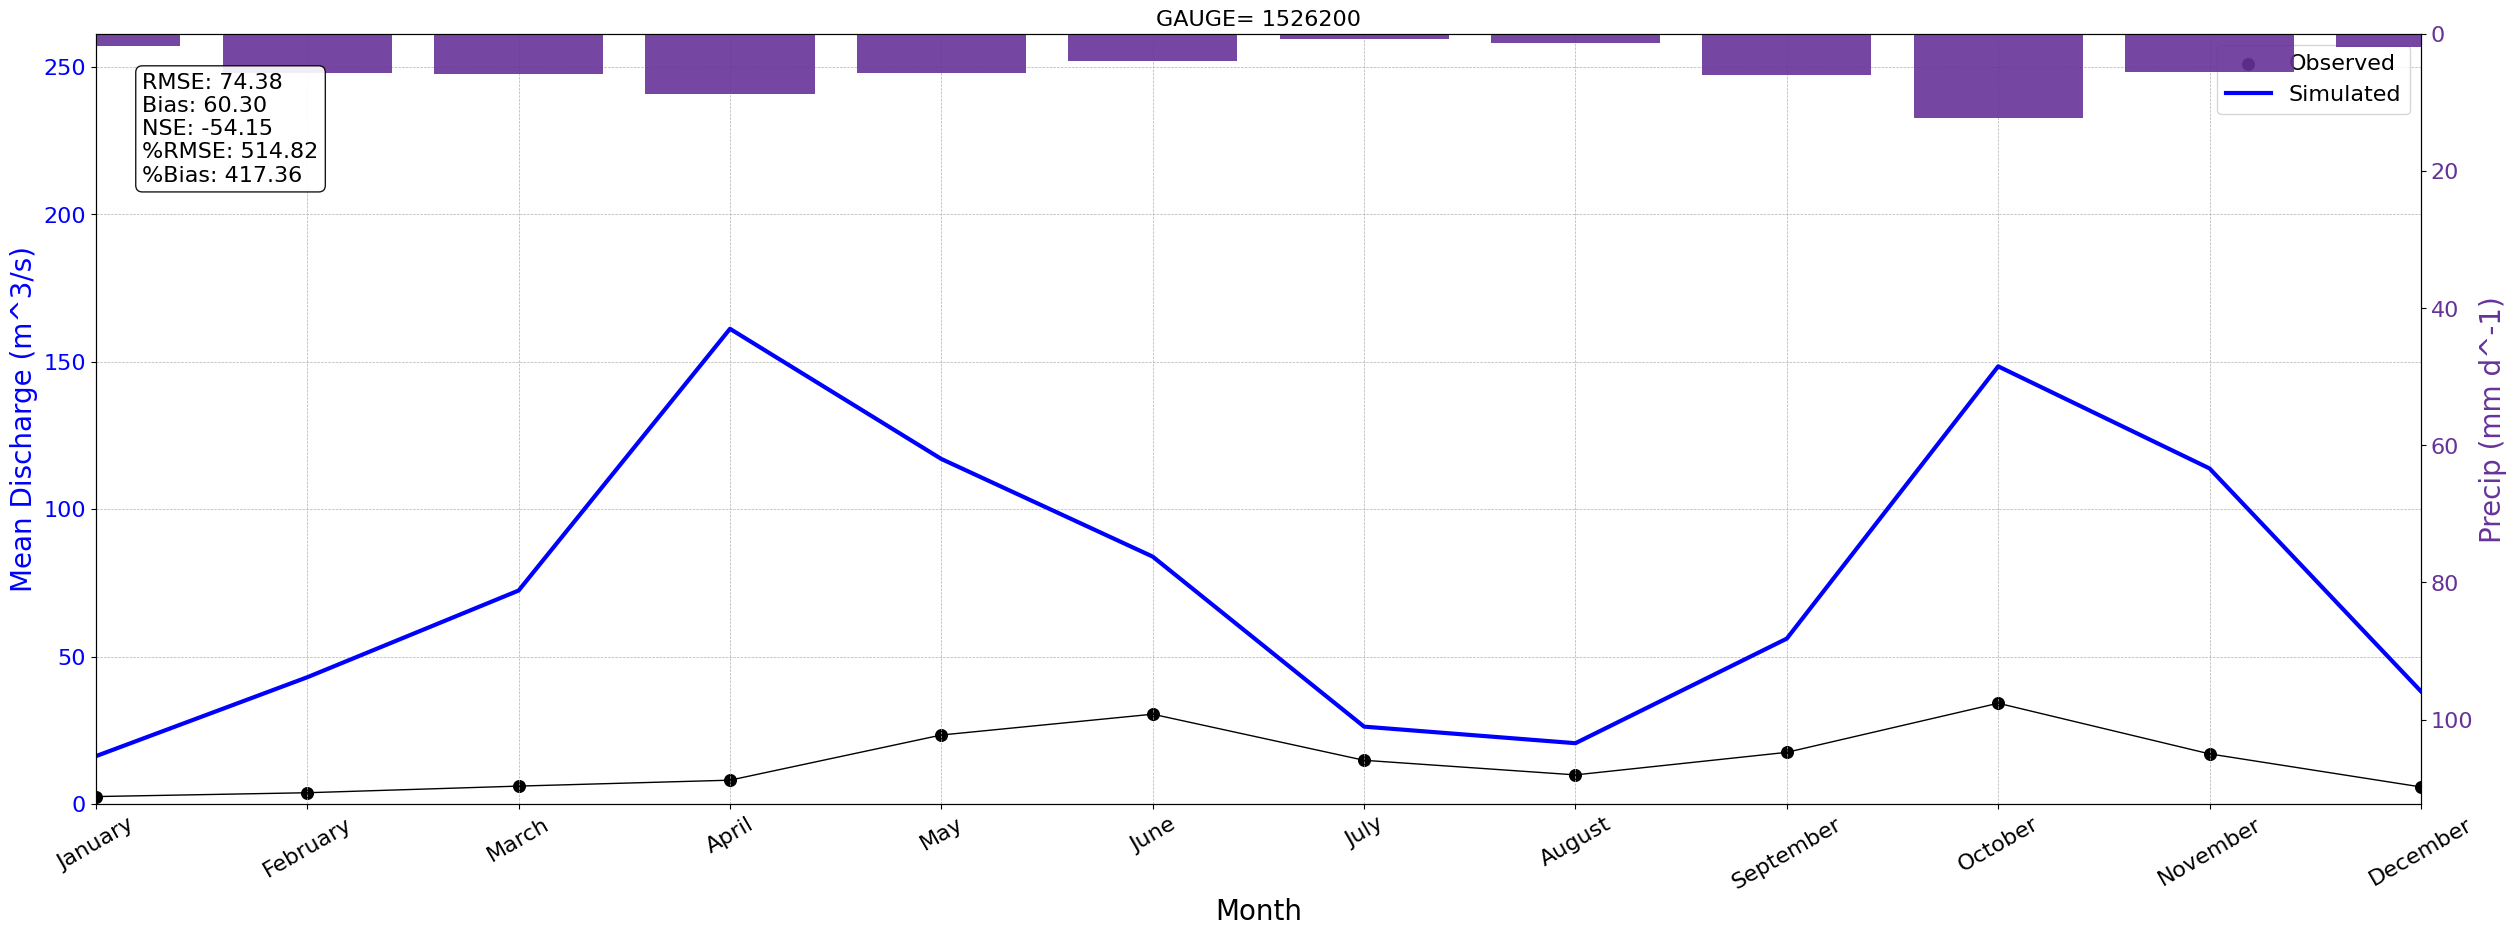 GAUGE= 1526200
RMSE: 74.38
Bias: 60.30
NSE: -54.15
%RMSE: 514.82
%Bias: 417.36
Observed
Simulated
Mean Discharge (m^3/s)
250
200
150
100
50
0
Precip (mm d^-1)
0
20
40
60
80
100
January
February
March
April
May
June
July
August
September
October
November
December
Month